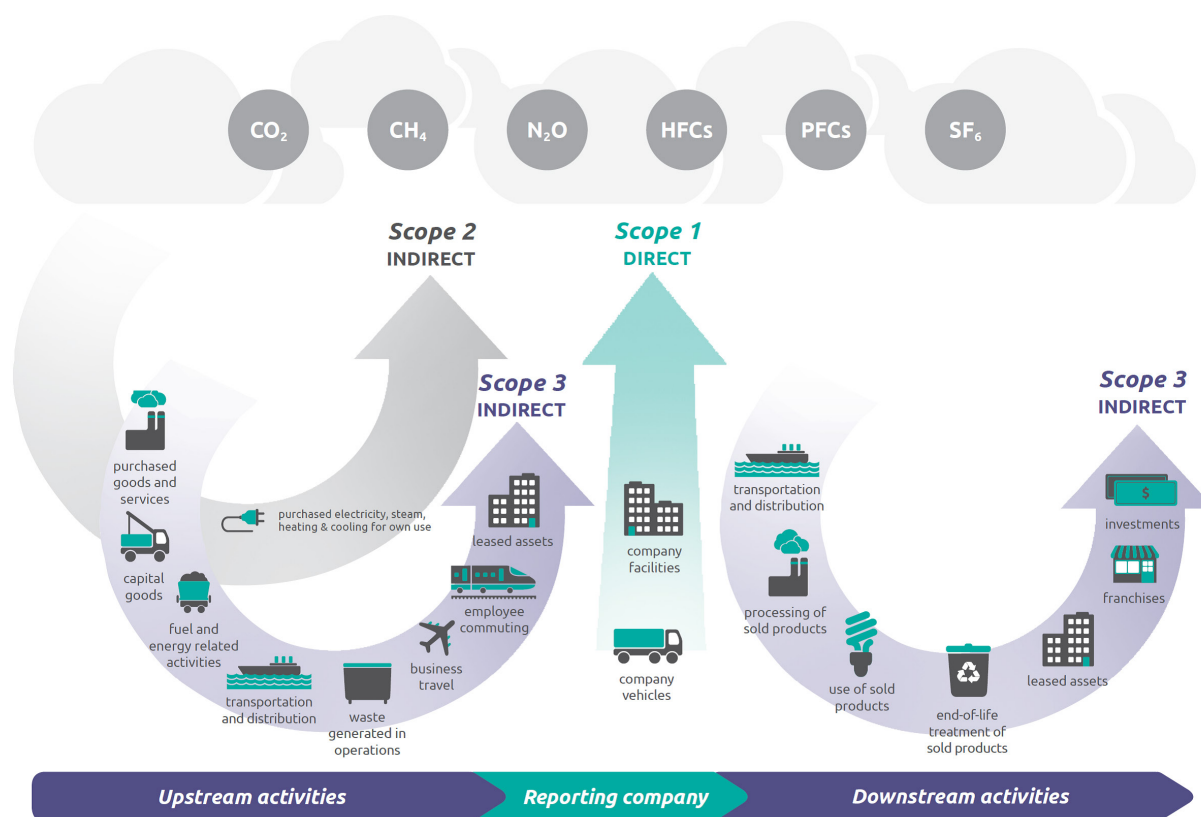 CO₂
CH₄
N₂O
HFCs
PFCs
SF₆
Scope 2
INDIRECT
Scope 1
DIRECT
Scope 3
INDIRECT
Scope 3
INDIRECT
purchased
goods and
services
capital
goods
fuel and
energy related
activities
purchased electricity, steam,
heating & cooling for own use
transportation
and distribution
waste
generated in
operations
business
travel
employee
commuting
leased assets
company
facilities
company
vehicles
transportation
and distribution
processing of
sold products
use of sold
products
end-of-life
treatment of
sold products
leased assets
franchises
$
investments
Upstream activities
Reporting company
Downstream activities